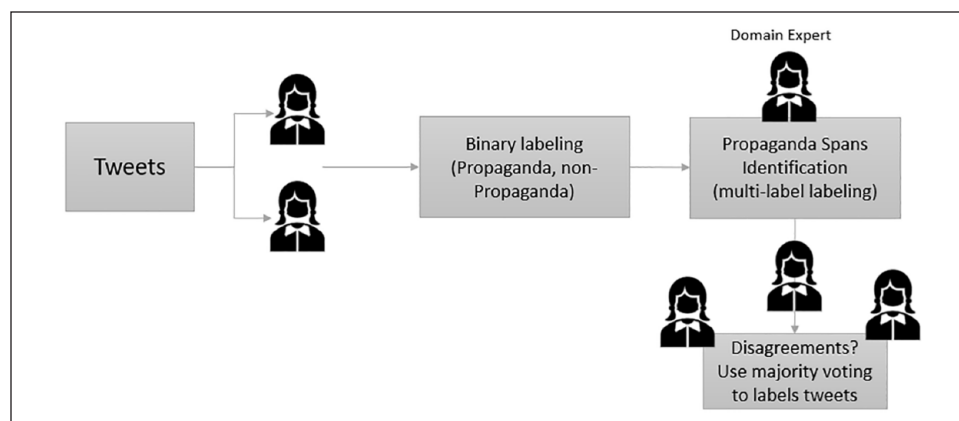 Domain Expert
Tweets
Binary labeling
(Propaganda, non-
Propaganda)
Propaganda Spans
Identification
(multi-label labeling)
Disagreements?
Use majority voting
to labels tweets